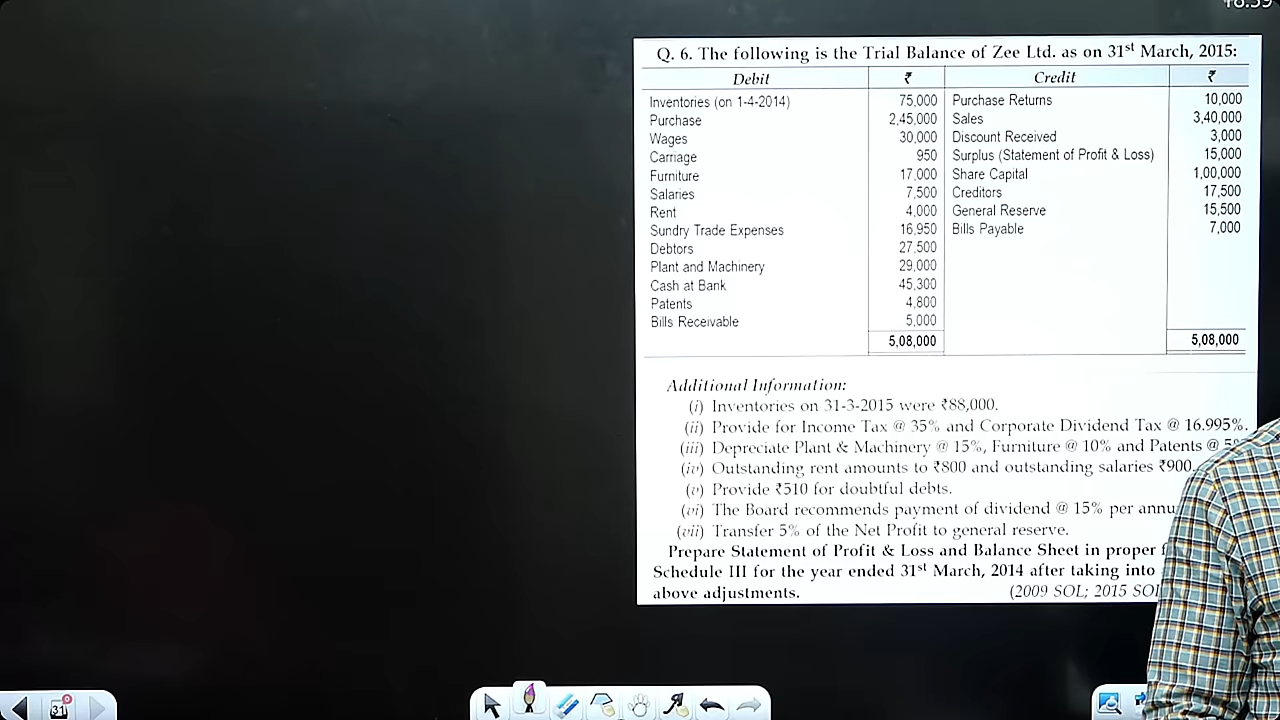 18:39
Q. 6. The following is the Trial Balance of Zee Ltd. as on 31st March, 2015:
Debit ₹ Credit ₹
Inventories (on 1-4-2014) 75,000 Purchase Returns 10,000
Purchase 2,45,000 Sales 3,40,000
Wages 30,000 Discount Received 3,000
Carriage 950 Surplus (Statement of Profit & Loss) 15,000
Furniture 17,000 Share Capital 1,00,000
Salaries 7,500 Creditors 17,500
Rent 4,000 General Reserve 15,500
Sundry Trade Expenses 16,950 Bills Payable 7,000
Debtors 27,500
Plant and Machinery 29,000
Cash at Bank 45,300
Patents 4,800
Bills Receivable 5,000
5,08,000 5,08,000
Additional Information:
(i) Inventories on 31-3-2015 were ₹88,000.
(ii) Provide for Income Tax @ 35% and Corporate Dividend Tax @ 16.995%.
(iii) Depreciate Plant & Machinery @ 15%, Furniture @ 10% and Patents @ 5%
(iv) Outstanding rent amounts to ₹800 and outstanding salaries ₹900.
(v) Provide ₹510 for doubtful debts.
(vi) The Board recommends payment of dividend @ 15% per annu
(vii) Transfer 5% of the Net Profit to general reserve.
Prepare Statement of Profit & Loss and Balance Sheet in proper f
Schedule III for the year ended 31st March, 2014 after taking into
above adjustments. (2009 SOL; 2015 SOL
31